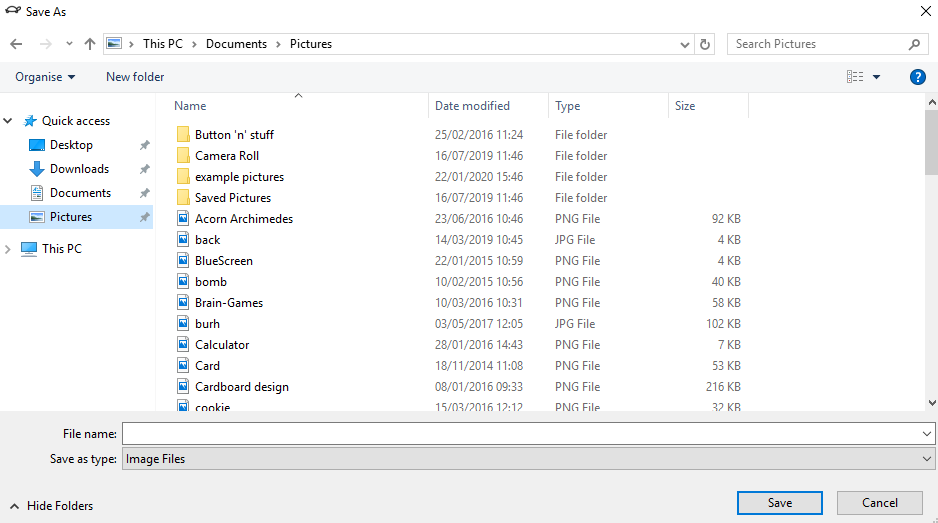 Save As
This PC > Documents > Pictures
Search Pictures
Organise New folder
?
Name Date modified Type Size
Quick access
Desktop
Downloads
Documents
Pictures
This PC
Button 'n' stuff 25/02/2016 11:24 File folder
Camera Roll 16/07/2019 11:46 File folder
example pictures 22/01/2020 15:46 File folder
Saved Pictures 16/07/2019 11:46 File folder
Acorn Archimedes 23/06/2016 10:46 PNG File 92 KB
back 14/03/2019 10:45 JPG File 4 KB
BlueScreen 22/01/2015 10:59 PNG File 4 KB
bomb 10/02/2015 10:56 PNG File 40 KB
Brain-Games 10/03/2016 10:31 PNG File 58 KB
burh 03/05/2017 12:05 JPG File 102 KB
Calculator 28/01/2016 14:43 PNG File 7 KB
Card 18/11/2014 11:08 PNG File 53 KB
Cardboard design 08/01/2016 09:33 PNG File 216 KB
cookie 15/03/2016 12:12 PNG File 32 KB
File name:
Save as type: Image Files
Hide Folders
Save Cancel